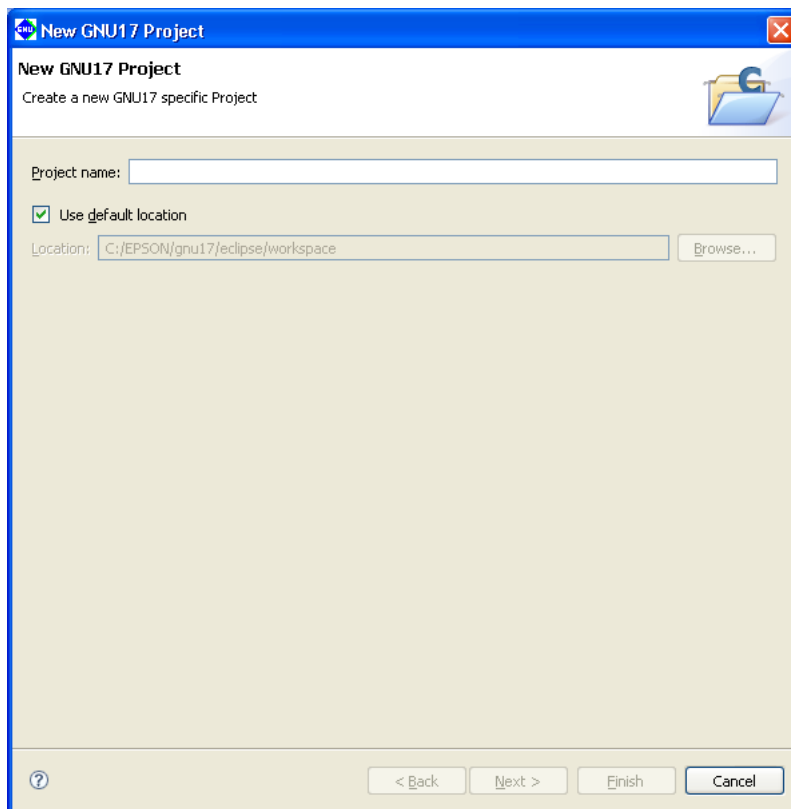 GNU New GNU17 Project
New GNU17 Project
Create a new GNU17 specific Project
C
Project name:
Use default location
Location: C:/EPSON/gnu17/eclipse/workspace Browse...
? < Back Next > Finish Cancel